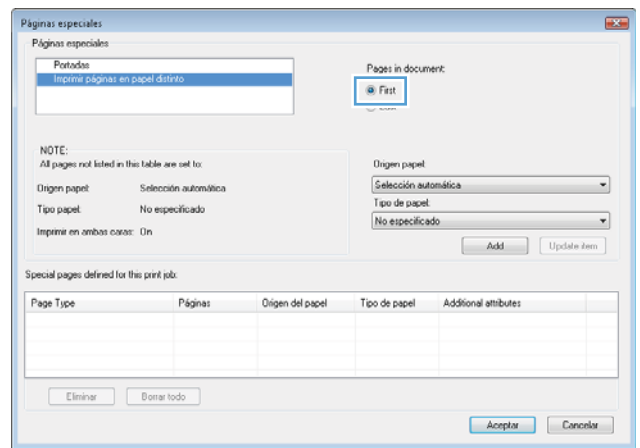 Páginas especiales
Páginas especiales
Portadas
Imprimir páginas en papel distinto
Pages in document:
First
NOTE:
All pages not listed in this table are set to:
Origen papel: Selección automática
Tipo papel: No especificado
Imprimir en ambas caras: On
Origen papel:
Selección automática
Tipo de papel:
No especificado
Add Update item
Special pages defined for this print job:
Page Type Páginas Origen del papel Tipo de papel Additional attributes
Eliminar Borrar todo
Aceptar Cancelar